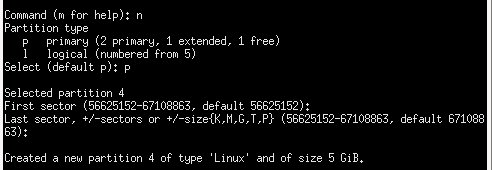 Command (m for help): n
Partition type
   p   primary (2 primary, 1 extended, 1 free)
   l   logical (numbered from 5)
Select (default p): p

Selected partition 4
First sector (56625152-67108863, default 56625152):
Last sector, +/-sectors or +/-size{K,M,G,T,P} (56625152-67108863, default 671088
63):

Created a new partition 4 of type 'Linux' and of size 5 GiB.